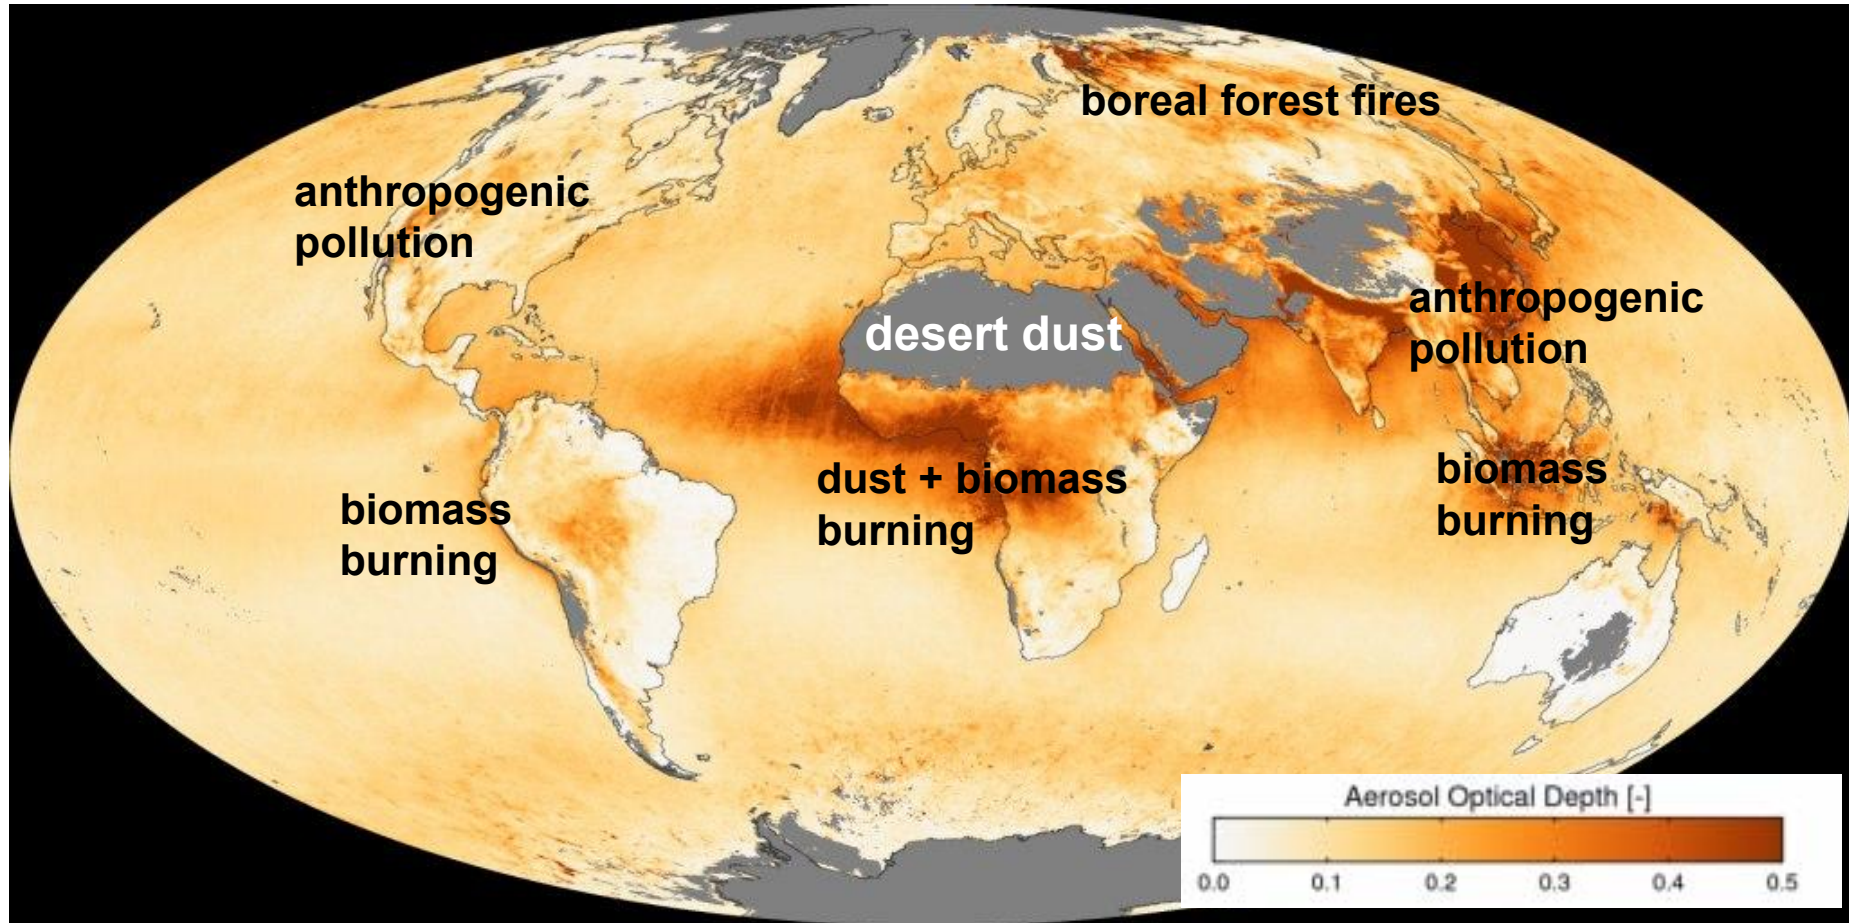 boreal forest fires
anthropogenic
pollution
anthropogenic
pollution
desert dust
dust + biomass
burning
biomass
burning
biomass
burning
Aerosol Optical Depth [-]
0.0 0.1 0.2 0.3 0.4 0.5